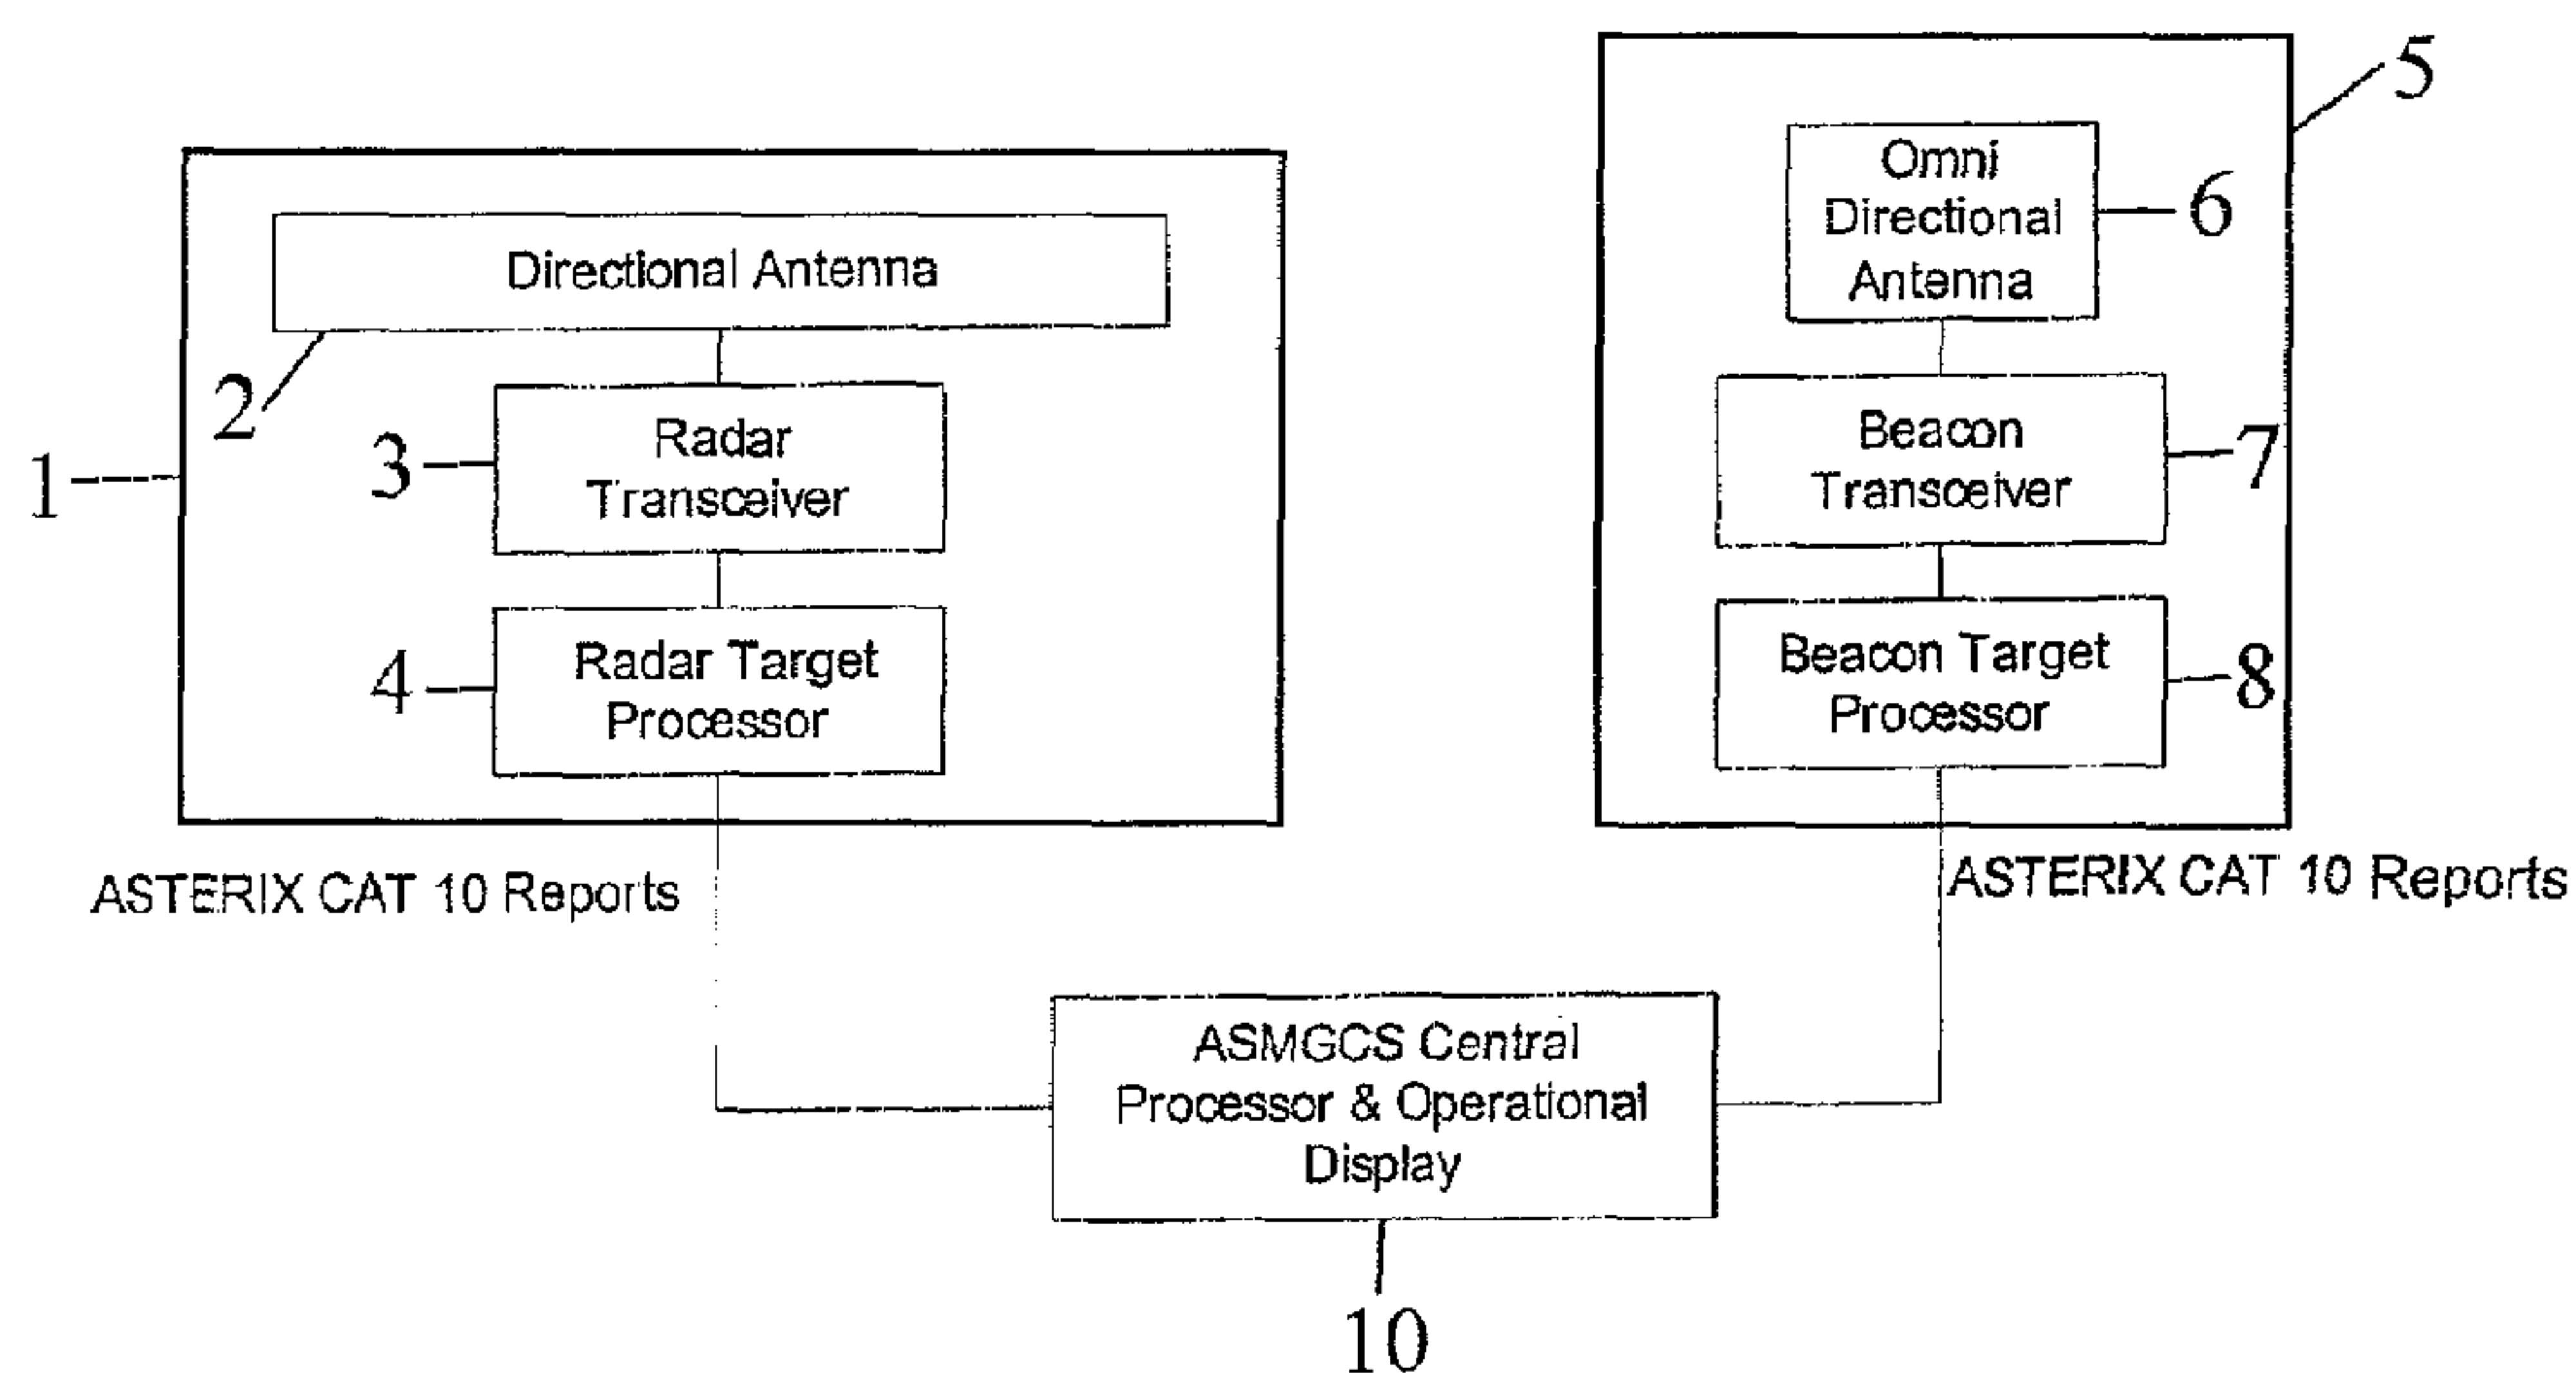 5
Omni
Directional
Antenna
6
Directional Antenna
2
Radar
Transceiver
3
1
Beacon
Transceiver
7
Radar Target
Processor
4
Beacon Target
Processor
8
ASTERIX CAT 10 Reports
ASTERIX CAT 10 Reports
ASMGCS Central
Processor & Operational
Display
10